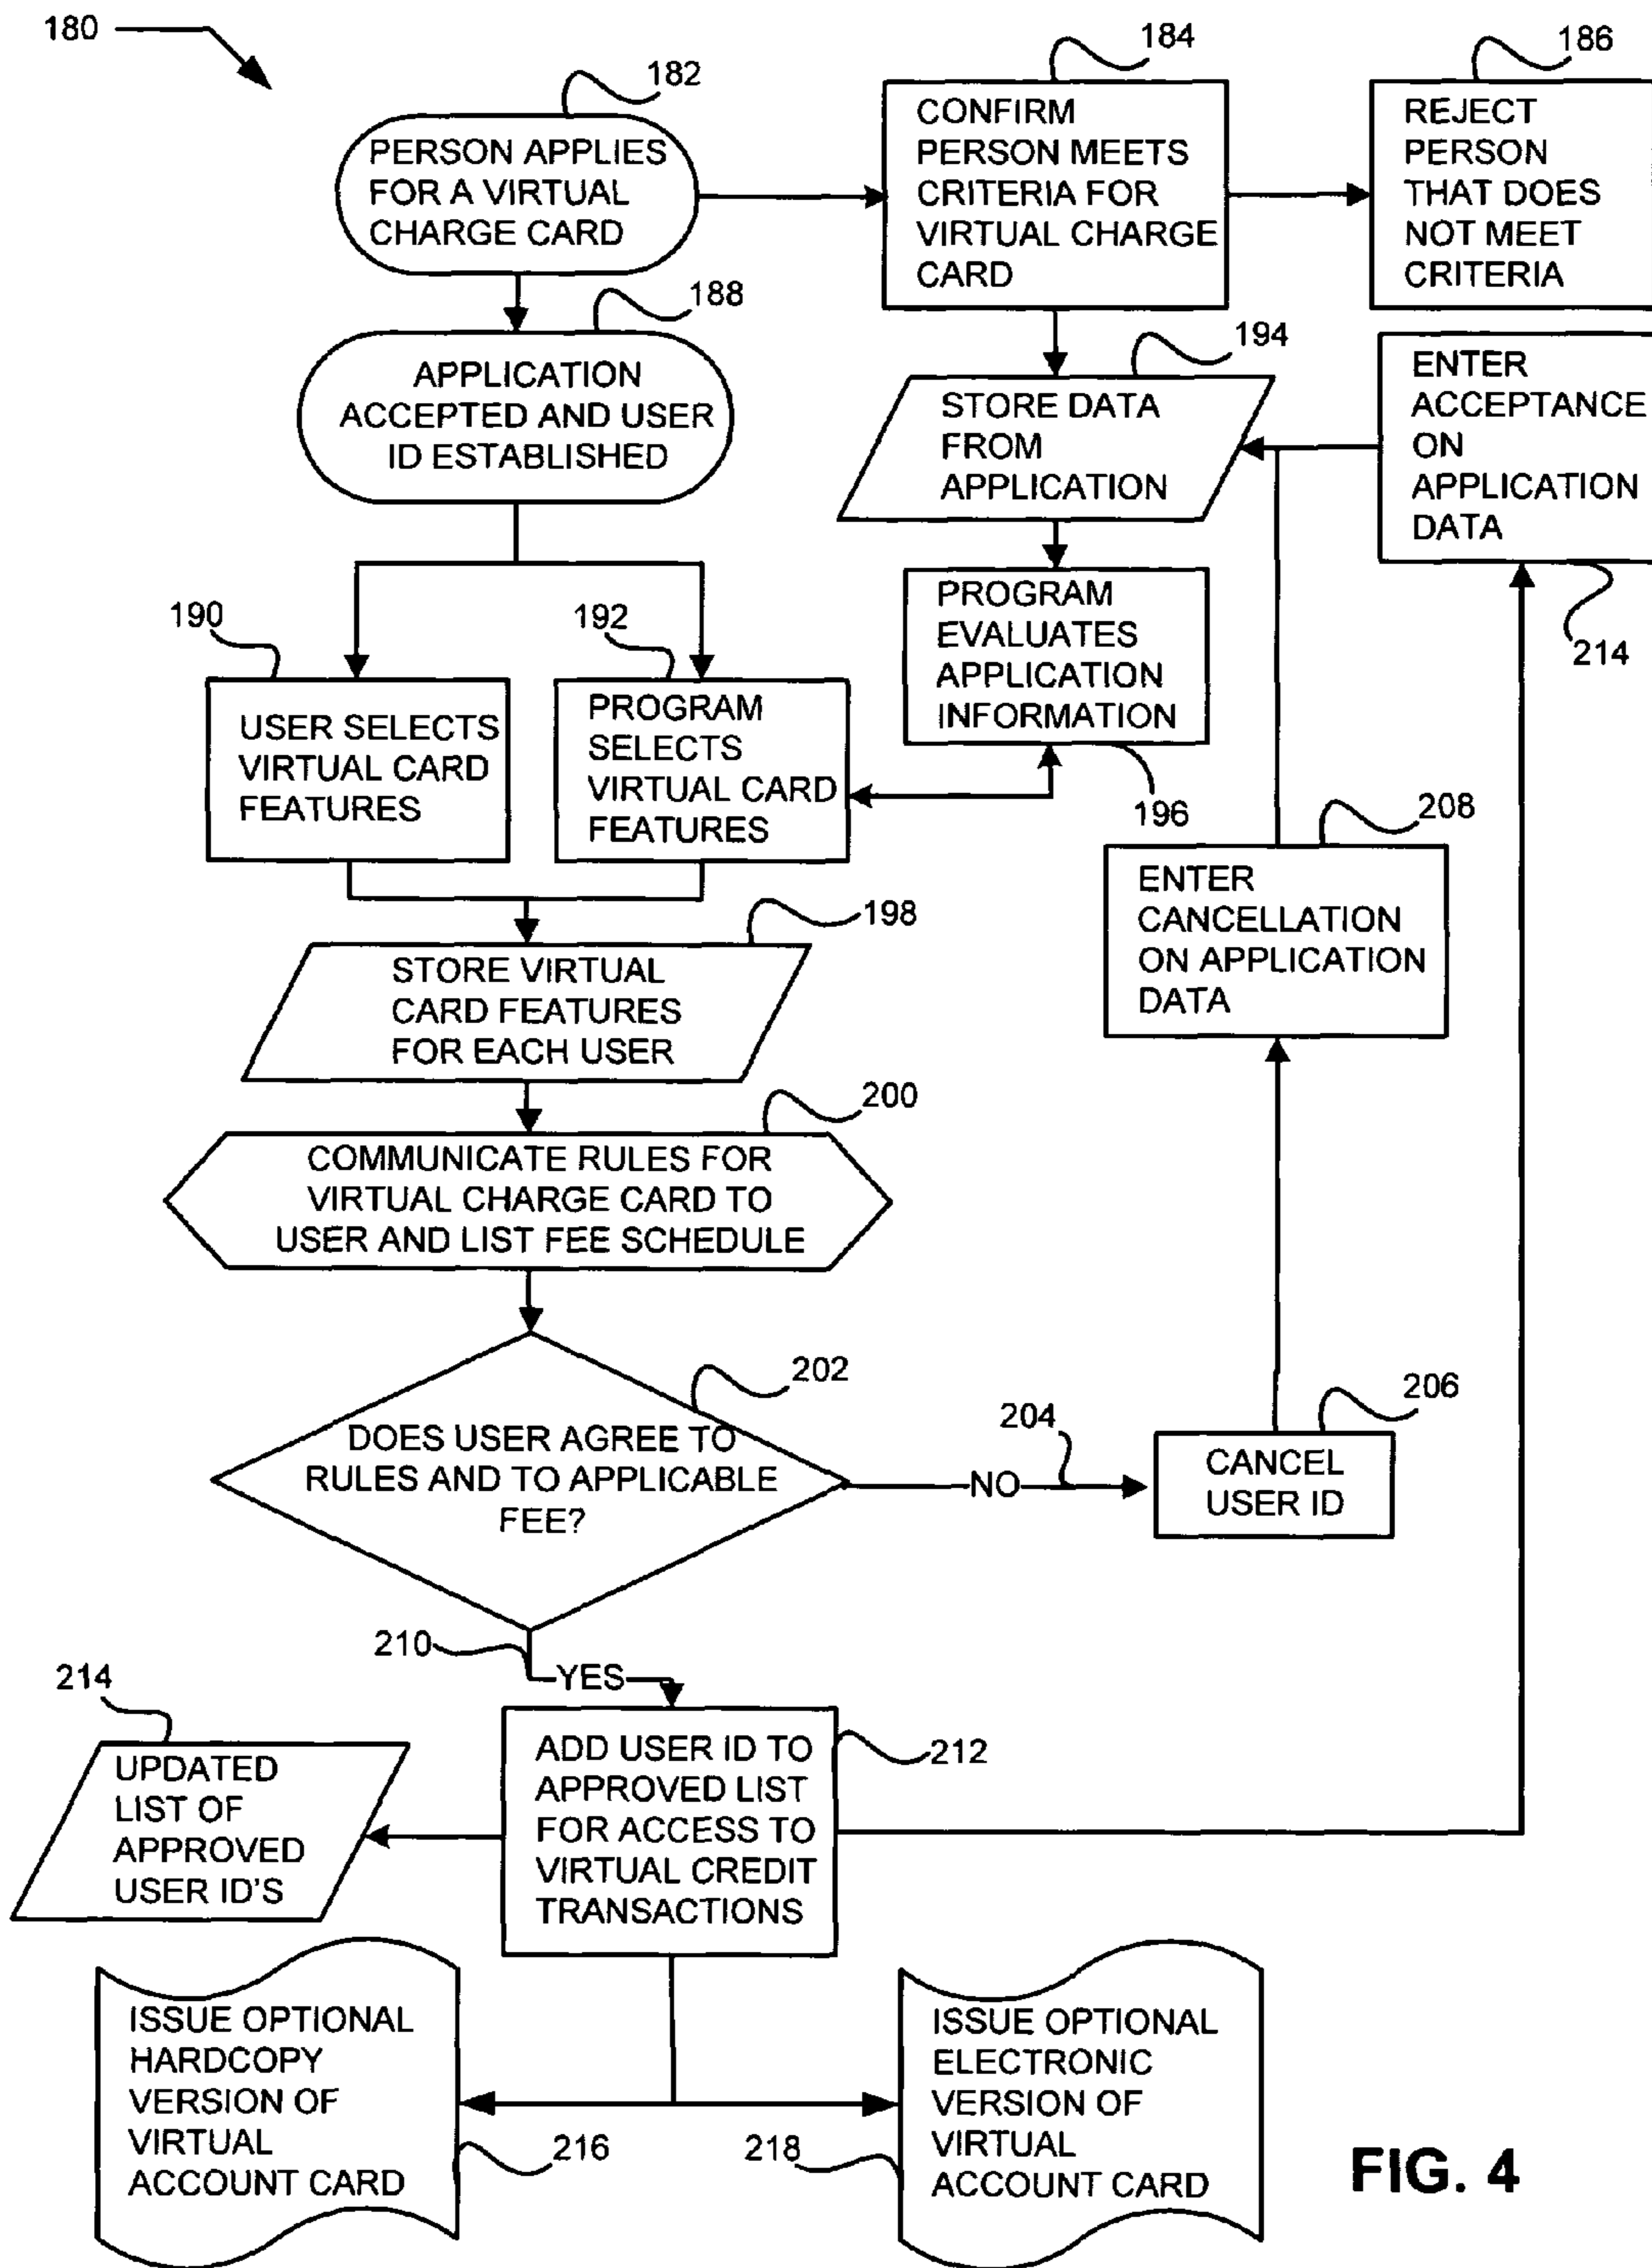 180
182
PERSON APPLIES
FOR A VIRTUAL
CHARGE CARD
184
CONFIRM
PERSON MEETS
CRITERIA FOR
VIRTUAL CHARGE
CARD
186
REJECT
PERSON
THAT DOES
NOT MEET
CRITERIA
188
APPLICATION
ACCEPTED AND USER
ID ESTABLISHED
194
STORE DATA
FROM
APPLICATION
ENTER
ACCEPTANCE
ON
APPLICATION
DATA
214
190
USER SELECTS
VIRTUAL CARD
FEATURES
192
PROGRAM
SELECTS
VIRTUAL CARD
FEATURES
PROGRAM
EVALUATES
APPLICATION
INFORMATION
196
208
ENTER
CANCELLATION
ON APPLICATION
DATA
198
STORE VIRTUAL
CARD FEATURES
FOR EACH USER
200
COMMUNICATE RULES FOR
VIRTUAL CHARGE CARD TO
USER AND LIST FEE SCHEDULE
202
DOES USER AGREE TO
RULES AND TO APPLICABLE
FEE?
204
NO
206
CANCEL
USER ID
210
YES
214
UPDATED
LIST OF
APPROVED
USER ID'S
212
ADD USER ID TO
APPROVED LIST
FOR ACCESS TO
VIRTUAL CREDIT
TRANSACTIONS
ISSUE OPTIONAL
HARDCOPY
VERSION OF
VIRTUAL
ACCOUNT CARD
216
218
ISSUE OPTIONAL
ELECTRONIC
VERSION OF
VIRTUAL
ACCOUNT CARD
FIG. 4